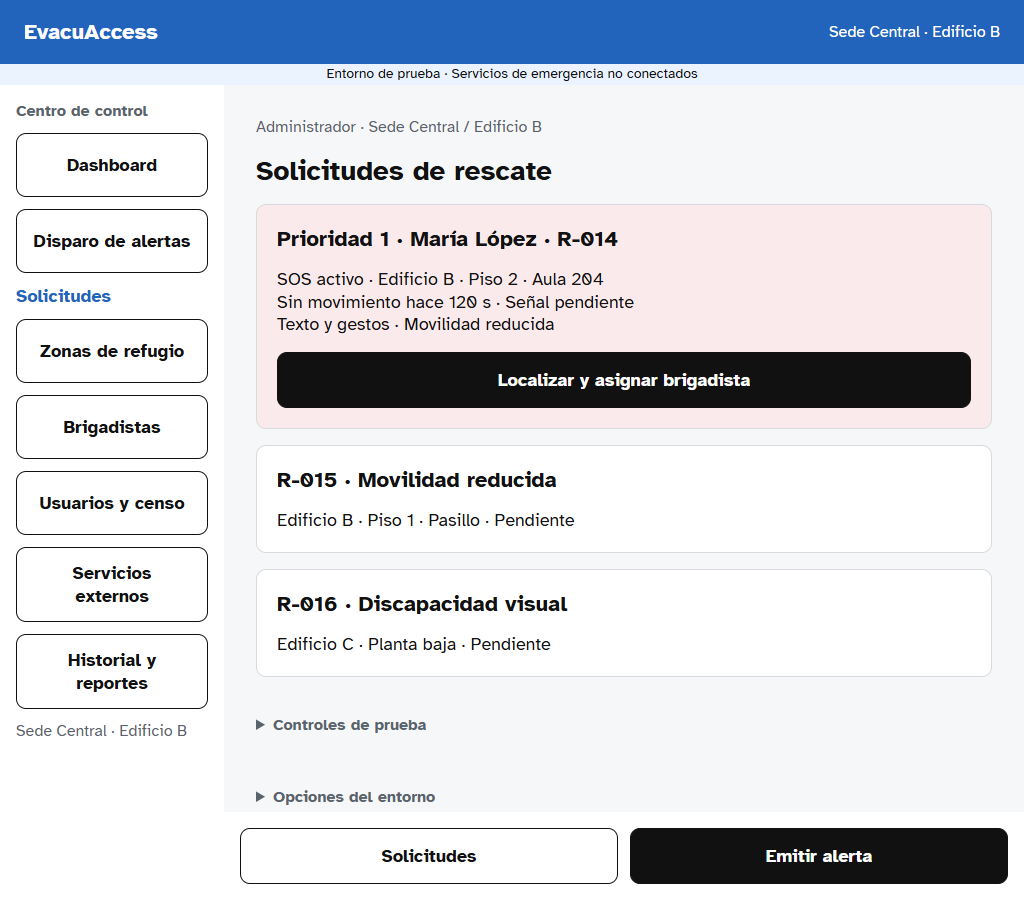 EvacuAccess
Sede Central · Edificio B
Entorno de prueba · Servicios de emergencia no conectados
Centro de control
Dashboard
Disparo de alertas
Solicitudes
Zonas de refugio
Brigadistas
Usuarios y censo
Servicios
externos
Historial y
reportes
Sede Central · Edificio B
Administrador · Sede Central / Edificio B
Solicitudes de rescate
Prioridad 1 · María López · R-014
SOS activo · Edificio B · Piso 2 · Aula 204
Sin movimiento hace 120 s · Señal pendiente
Texto y gestos · Movilidad reducida
Localizar y asignar brigadista
R-015 · Movilidad reducida
Edificio B · Piso 1 · Pasillo · Pendiente
R-016 · Discapacidad visual
Edificio C · Planta baja · Pendiente
Controles de prueba
Opciones del entorno
Solicitudes
Emitir alerta